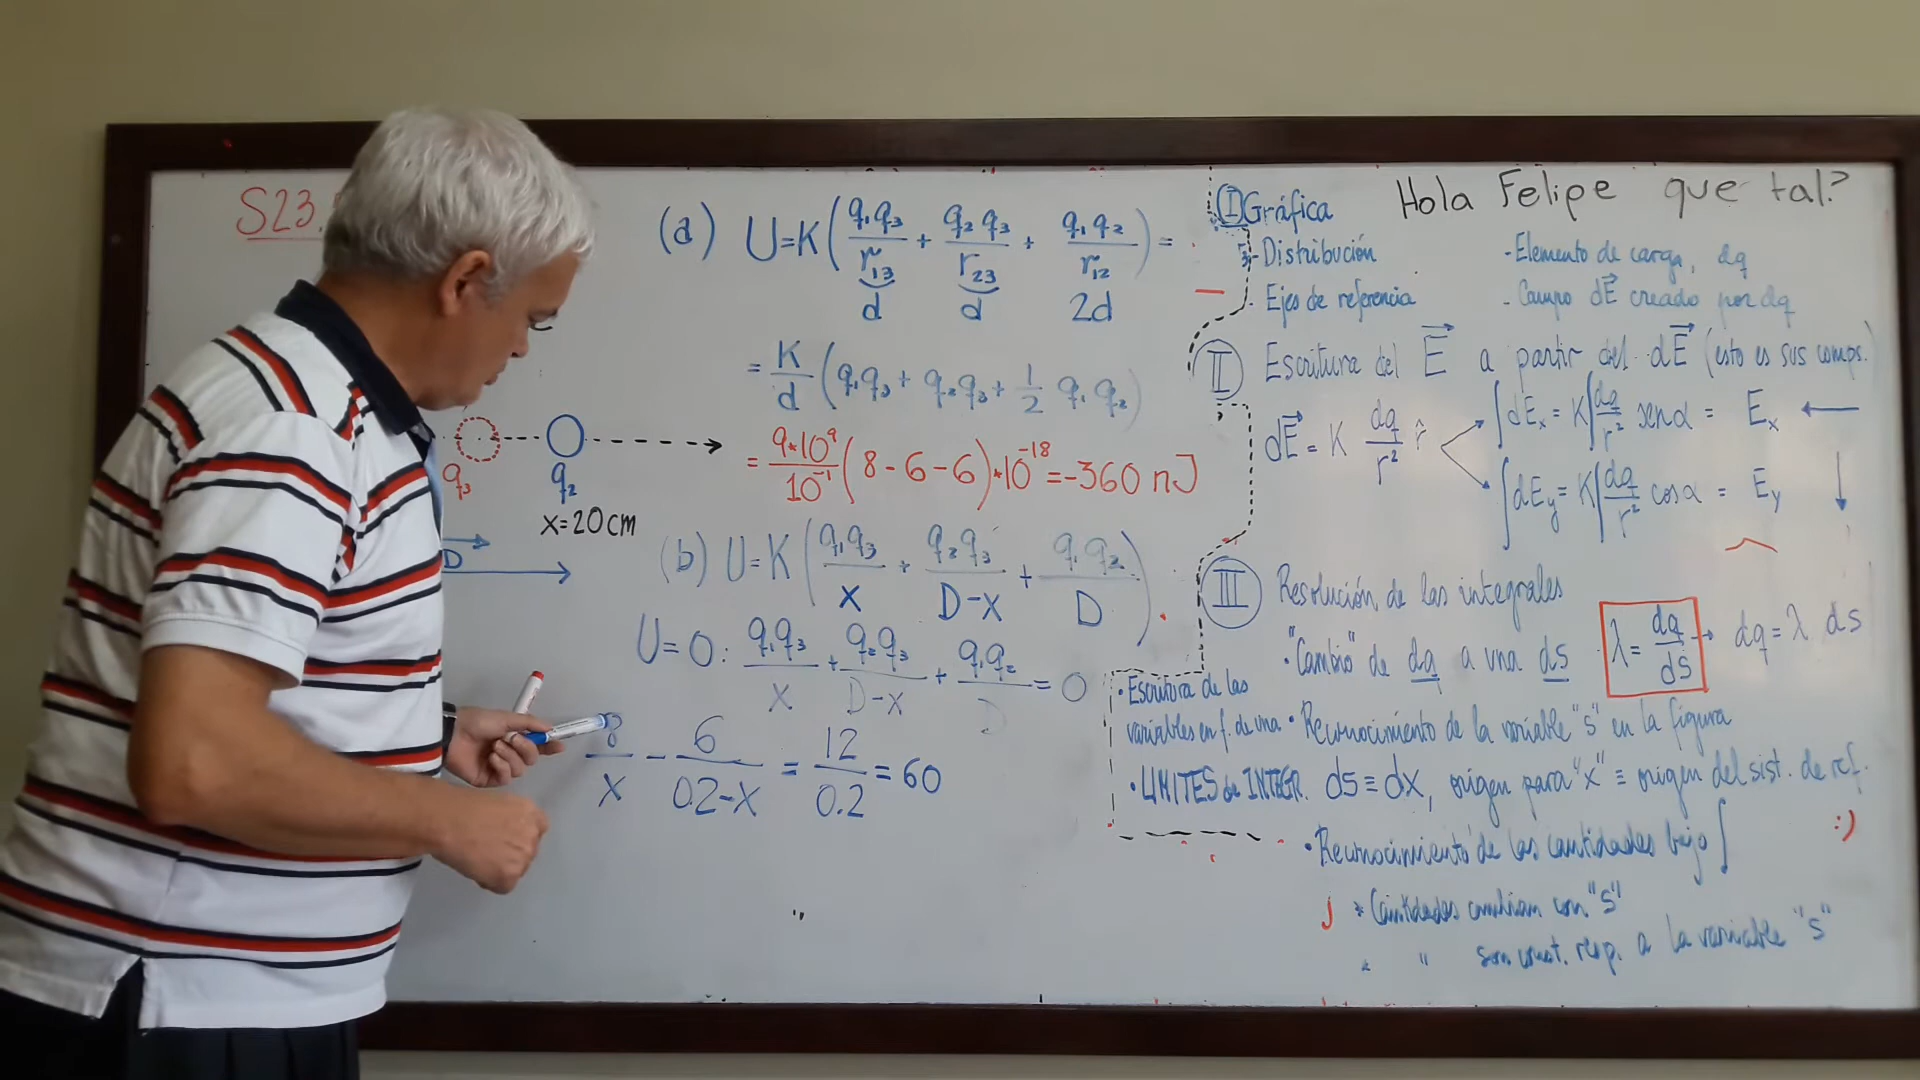 S23.
q₃
q₂
x=20cm
D
(a) U=K(q₁q₃/r₁₃ + q₂q₃/r₂₃ + q₁q₂/r₁₂) =
d d 2d
= K/d (q₁q₃ + q₂q₃ + 1/2 q₁q₂)
= 9*10⁹/10⁻¹ (8-6-6)*10⁻¹⁸ = -360 nJ
(b) U=K(q₁q₃/x + q₂q₃/D-x + q₁q₂/D)
U=0: q₁q₃/x + q₂q₃/D-x + q₁q₂/D = 0
8/x - 6/0.2-x = 12/0.2 = 60
Hola Felipe que tal?
I Gráfica
- Distribución
- Ejes de referencia
- Elemento de carga, dq
- Campo dE⃗ creado por dq
II Escritura del E⃗ a partir del dE⃗ (esto es sus comps.)
dE⃗ = K dq/r² r̂
∫dEx = K∫dq/r² senα = Ex
∫dEy = K∫dq/r² cosα = Ey
III Resolución de las integrales
• "Cambio" de dq a una ds
λ = dq/ds → dq = λ ds
• Escritura de las
variables en f. de una
• Reconocimiento de la variable "s" en la figura
• LIMITES de INTEGR. ds ≡ dx, origen para "x" ≡ origen del sist. de ref.
• Reconocimiento de las cantidades bajo ∫
:)
* Cantidades cambian con "s"
" son const. resp. a la variable "s"